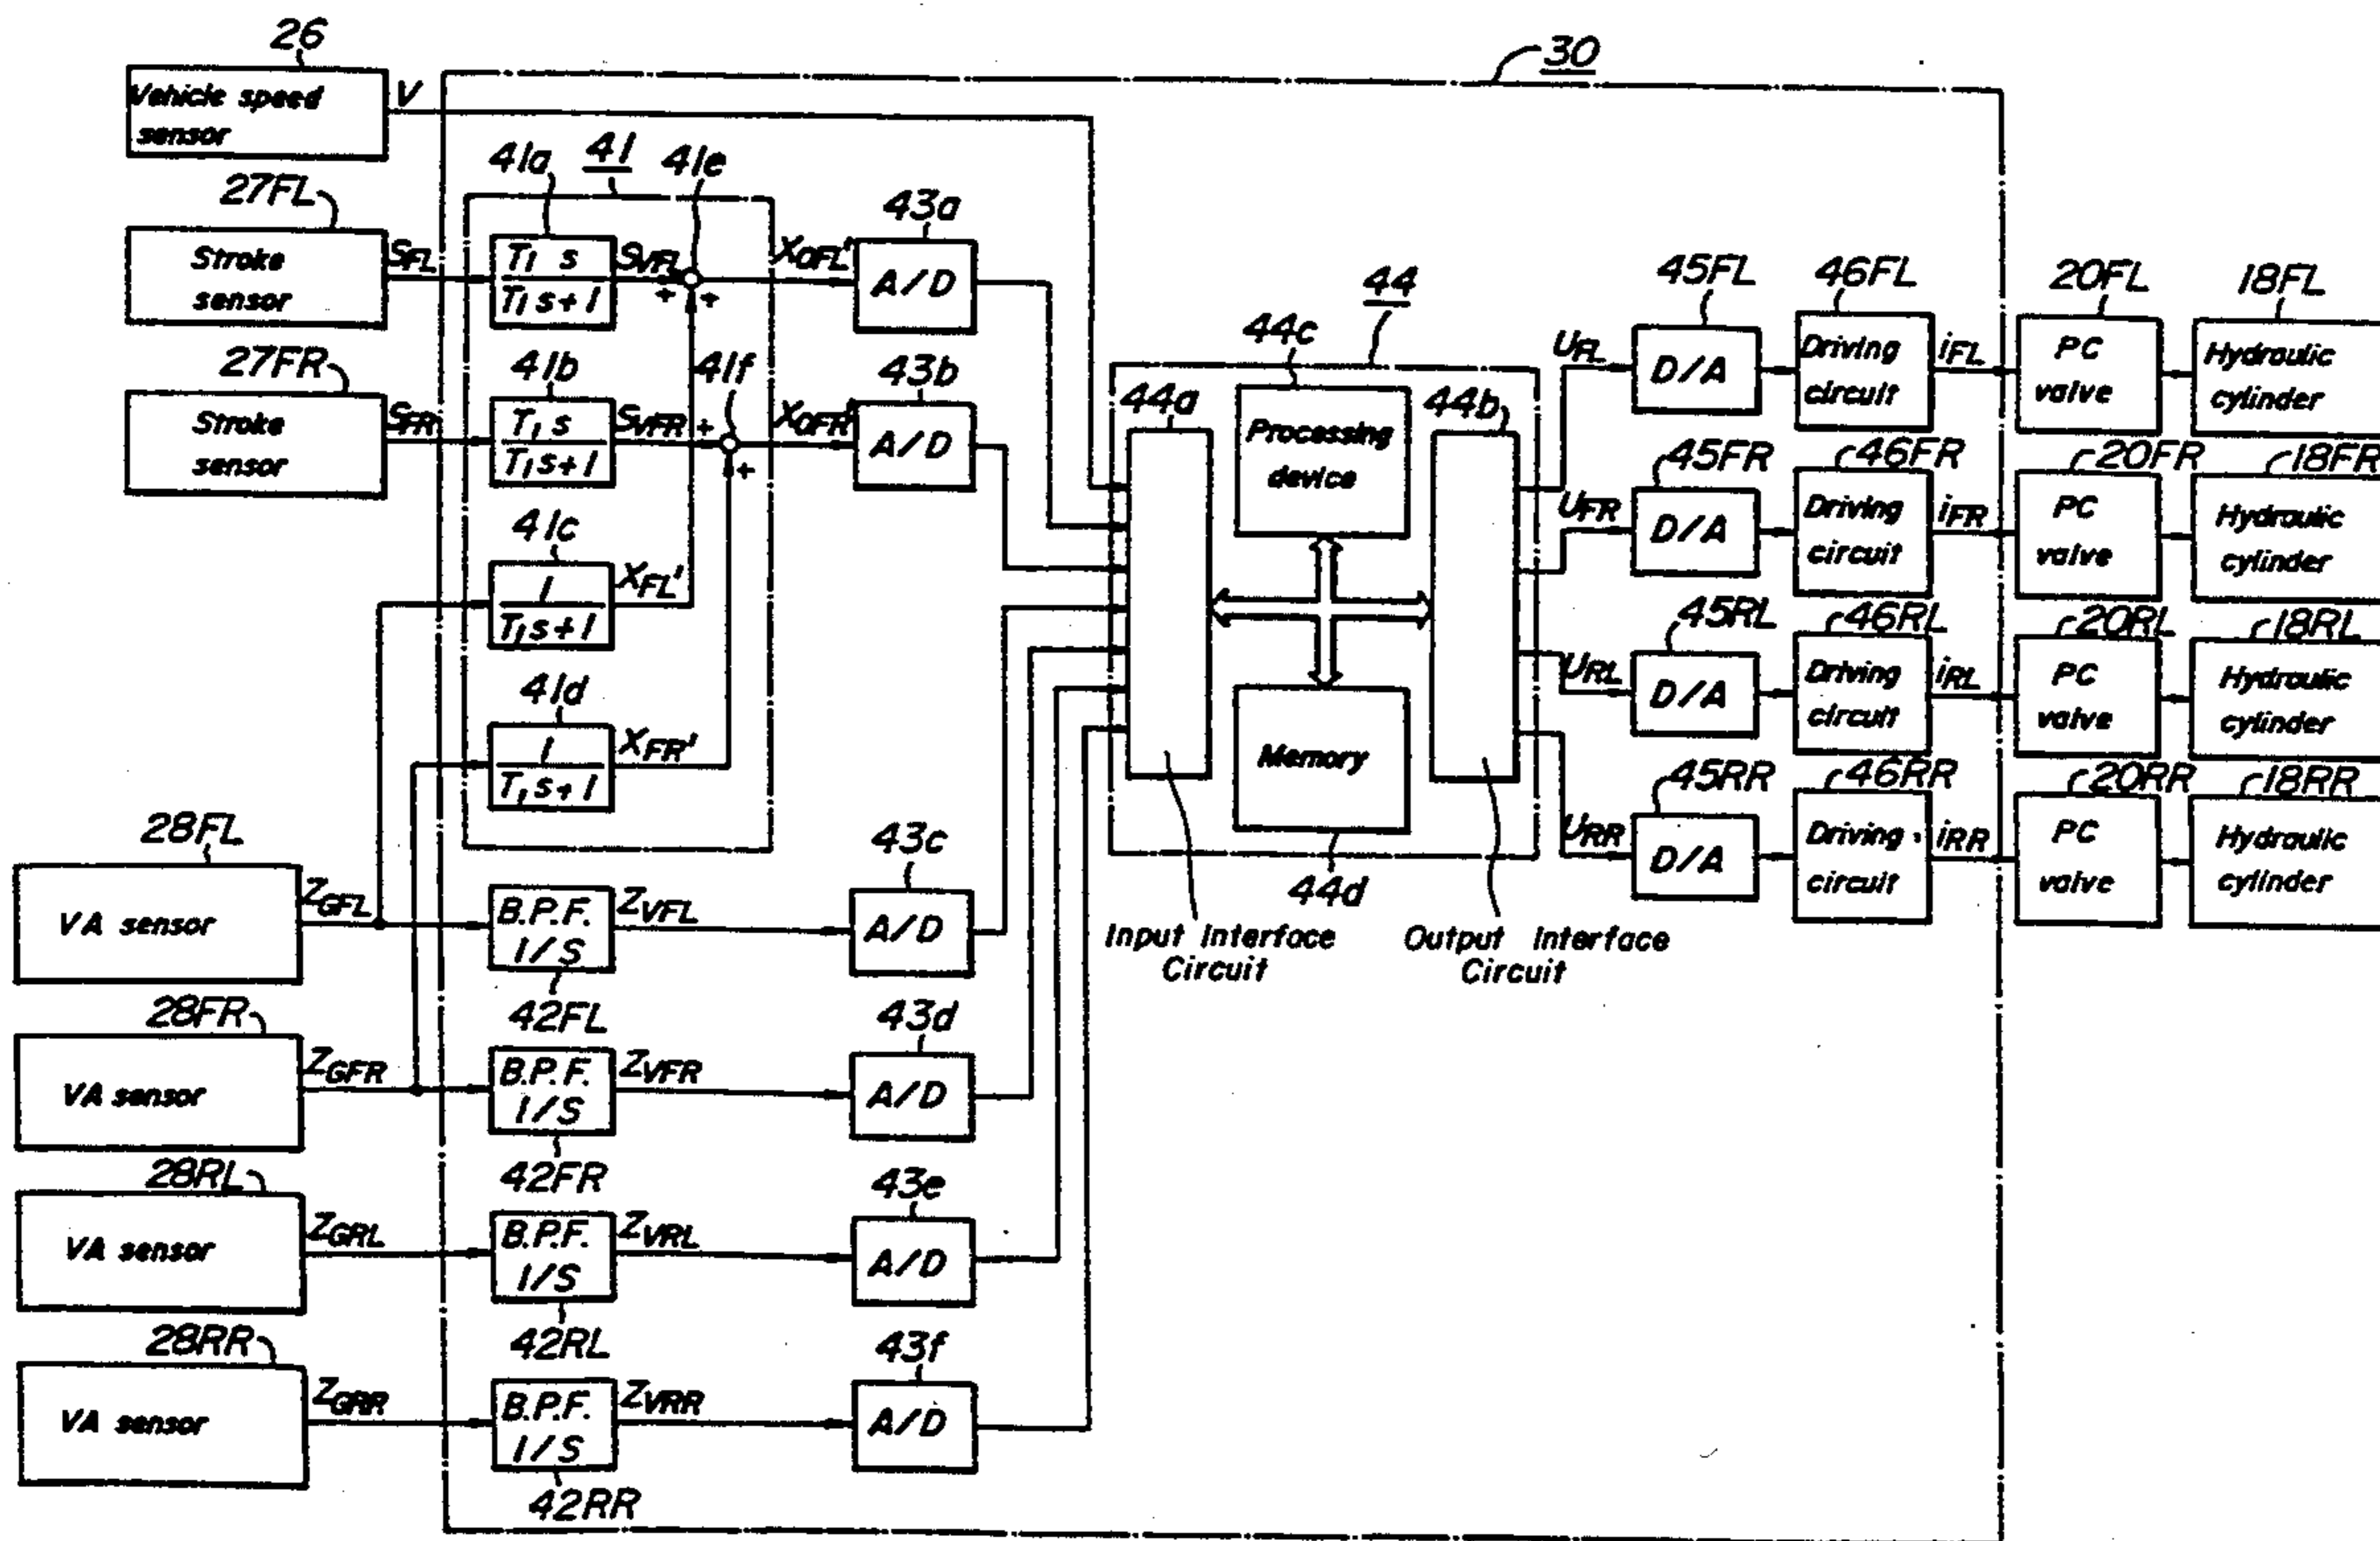 26
30
Vehicle speed
sensor
V
41a
41
41e
27FL
43a
Stroke
sensor
SFL
T1 s
T1 s+1
SVFL
+
+
X0FL'
A/D
27FR
41b
41f
43b
Stroke
sensor
SFR
T1 s
T1 s+1
SVFR
+
+
X0FR'
A/D
41c
1
T1 s+1
XFL'
41d
1
T1 s+1
XFR'
44
44a
44c
Processing
device
44b
Memory
44d
Input Interface
Circuit
Output Interface
Circuit
UFL
45FL
D/A
46FL
Driving
circuit
iFL
20FL
PC
valve
18FL
Hydraulic
cylinder
UFR
45FR
D/A
46FR
Driving
circuit
iFR
20FR
PC
valve
18FR
Hydraulic
cylinder
URL
45RL
D/A
46RL
Driving
circuit
iRL
20RL
PC
valve
18RL
Hydraulic
cylinder
URR
45RR
D/A
46RR
Driving
circuit
iRR
20RR
PC
valve
18RR
Hydraulic
cylinder
28FL
VA sensor
ZGFL
B.P.F.
1/S
42FL
ZVFL
43c
A/D
28FR
VA sensor
ZGFR
B.P.F.
1/S
42FR
ZVFR
43d
A/D
28RL
VA sensor
ZGRL
B.P.F.
1/S
42RL
ZVRL
43e
A/D
28RR
VA sensor
ZGRR
B.P.F.
1/S
42RR
ZVRR
43f
A/D